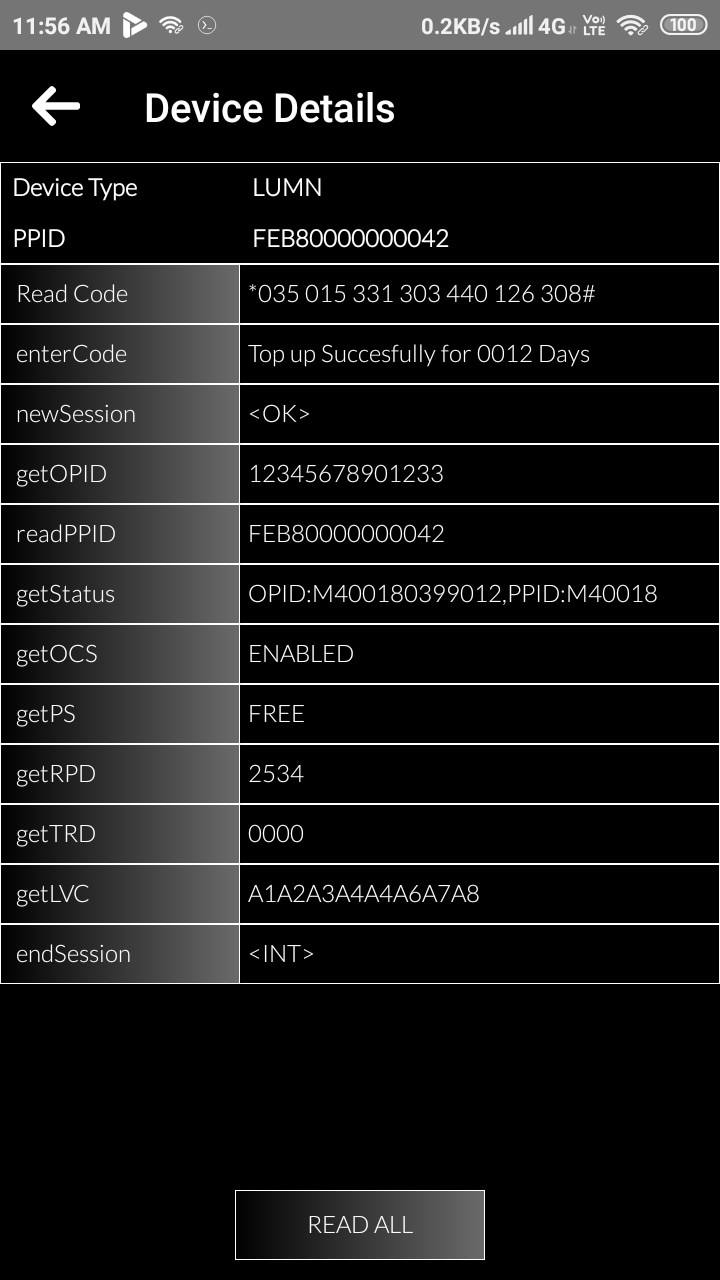 11:56 AM 0.2KB/s 4G Vo) LTE 100
Device Details
Device Type LUMN
PPID FEB80000000042
Read Code *035 015 331 303 440 126 308#
enterCode Top up Succesfully for 0012 Days
newSession <OK>
getOPID 12345678901233
readPPID FEB80000000042
getStatus OPID:M400180399012,PPID:M40018
getOCS ENABLED
getPS FREE
getRPD 2534
getTRD 0000
getLVC A1A2A3A4A4A6A7A8
endSession <INT>
READ ALL